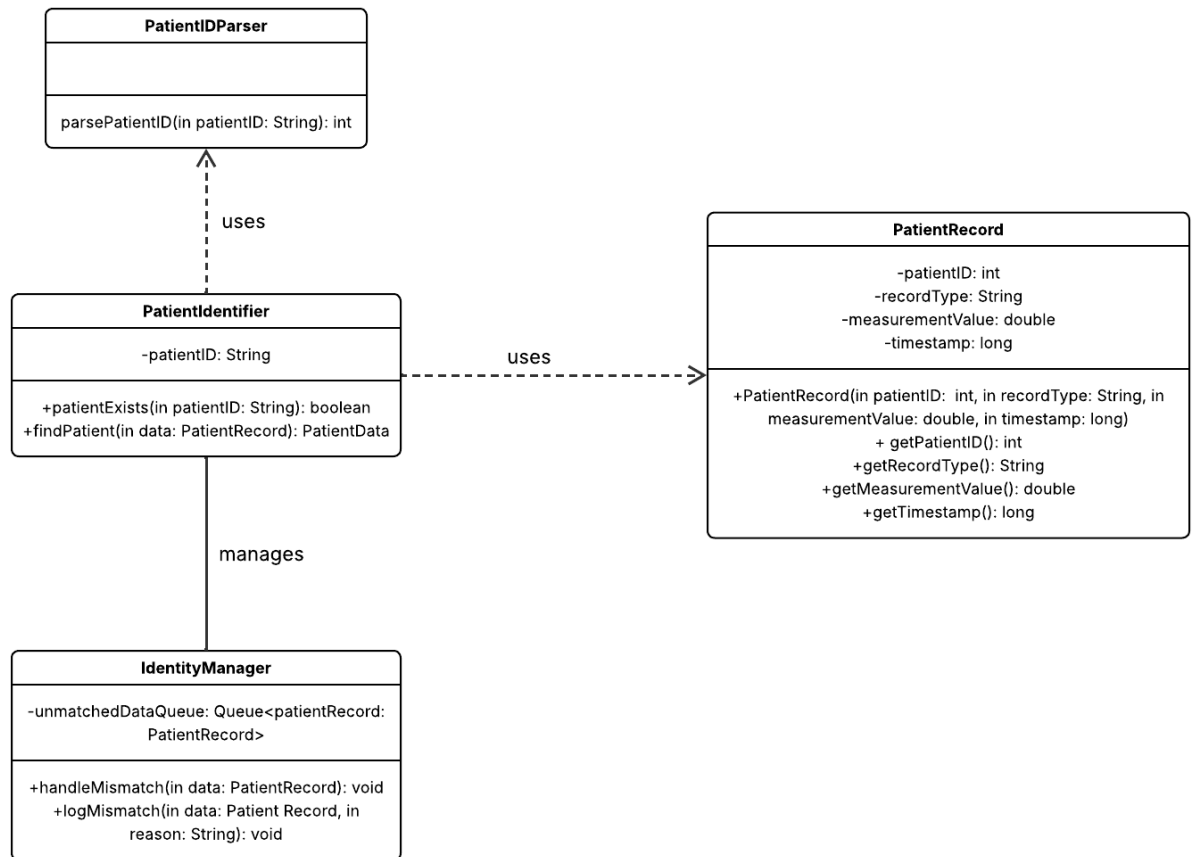 PatientIDParser
parsePatientID(in patientID: String): int
uses
PatientRecord
-patientID: int
-recordType: String
-measurementValue: double
-timestamp: long
+PatientRecord(in patientID:  int, in recordType: String, in
measurementValue: double, in timestamp: long)
+ getPatientID(): int
+getRecordType(): String
+getMeasurementValue(): double
+getTimestamp(): long
PatientIdentifier
-patientID: String
+patientExists(in patientID: String): boolean
+findPatient(in data: PatientRecord): PatientData
uses
manages
IdentityManager
-unmatchedDataQueue: Queue<patientRecord:
PatientRecord>
+handleMismatch(in data: PatientRecord): void
+logMismatch(in data: Patient Record, in
reason: String): void